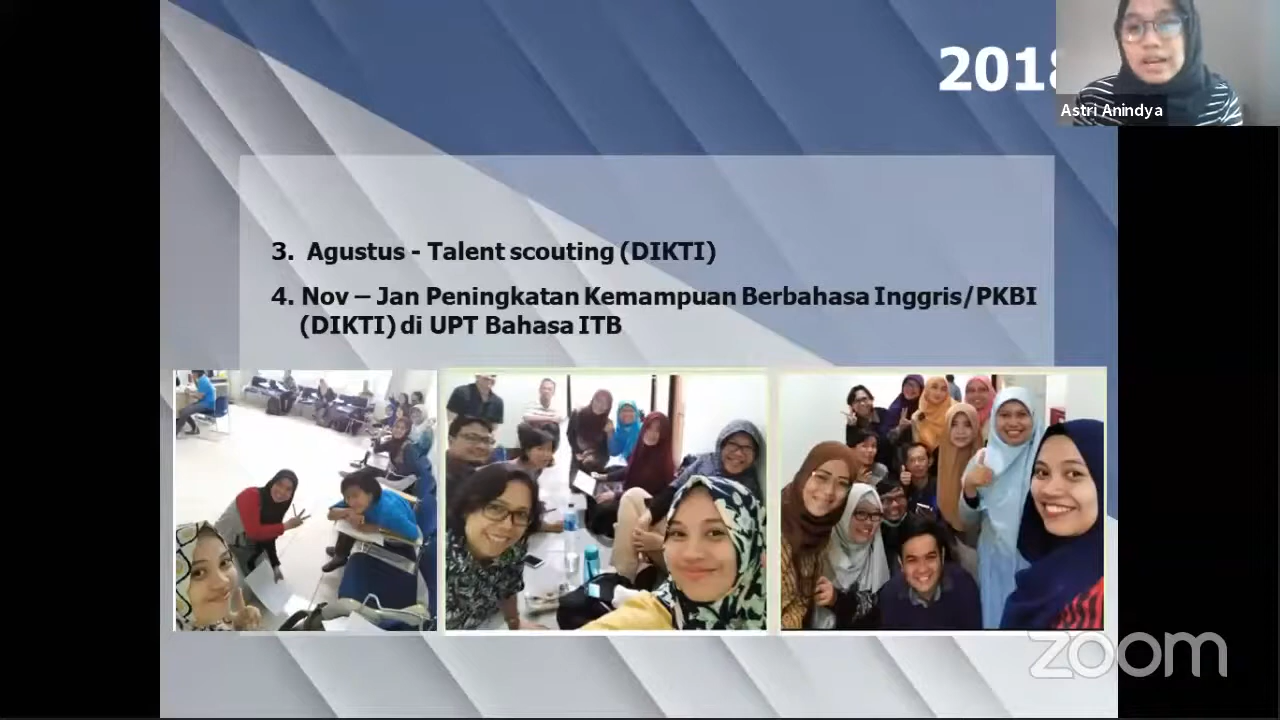 2018
Astri Anindya
3. Agustus - Talent scouting (DIKTI)
4. Nov – Jan Peningkatan Kemampuan Berbahasa Inggris/PKBI
(DIKTI) di UPT Bahasa ITB
zoom